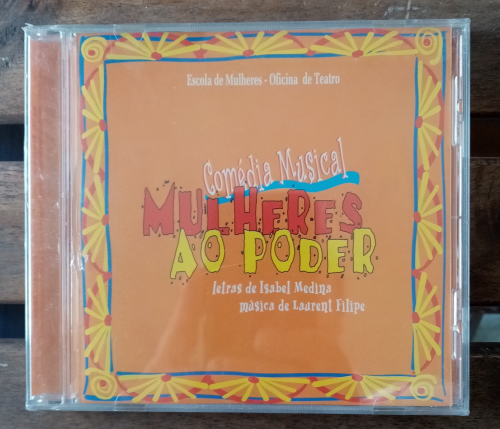 Escola de Mulheres - Oficina de Teatro
Comédia Musical
MULHERES
AO PODER
letras de Isabel Medina
música de Laurent Filipe